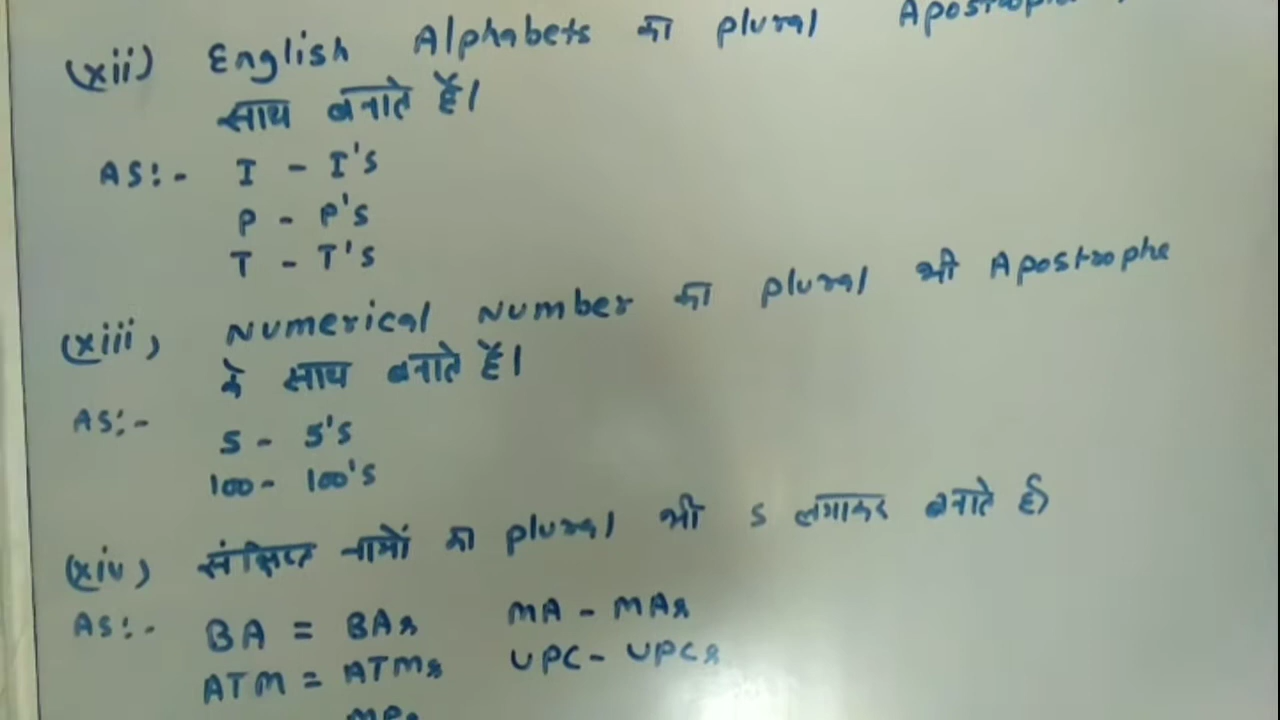 (xii) English Alphabets का plural
साथ बनाते हैं।
AS:- I - I's
P - P's
T - T's
(xiii) Numerical Number का plural भी Apostrophe
के साथ बनाते हैं।
AS:- 5 - 5's
100 - 100's
(xiv) संक्षिप्त नामों का plural भी s लगाकर बनाते हैं
AS:- BA = BAs MA - MAs
ATM = ATMs UPC - UPCs